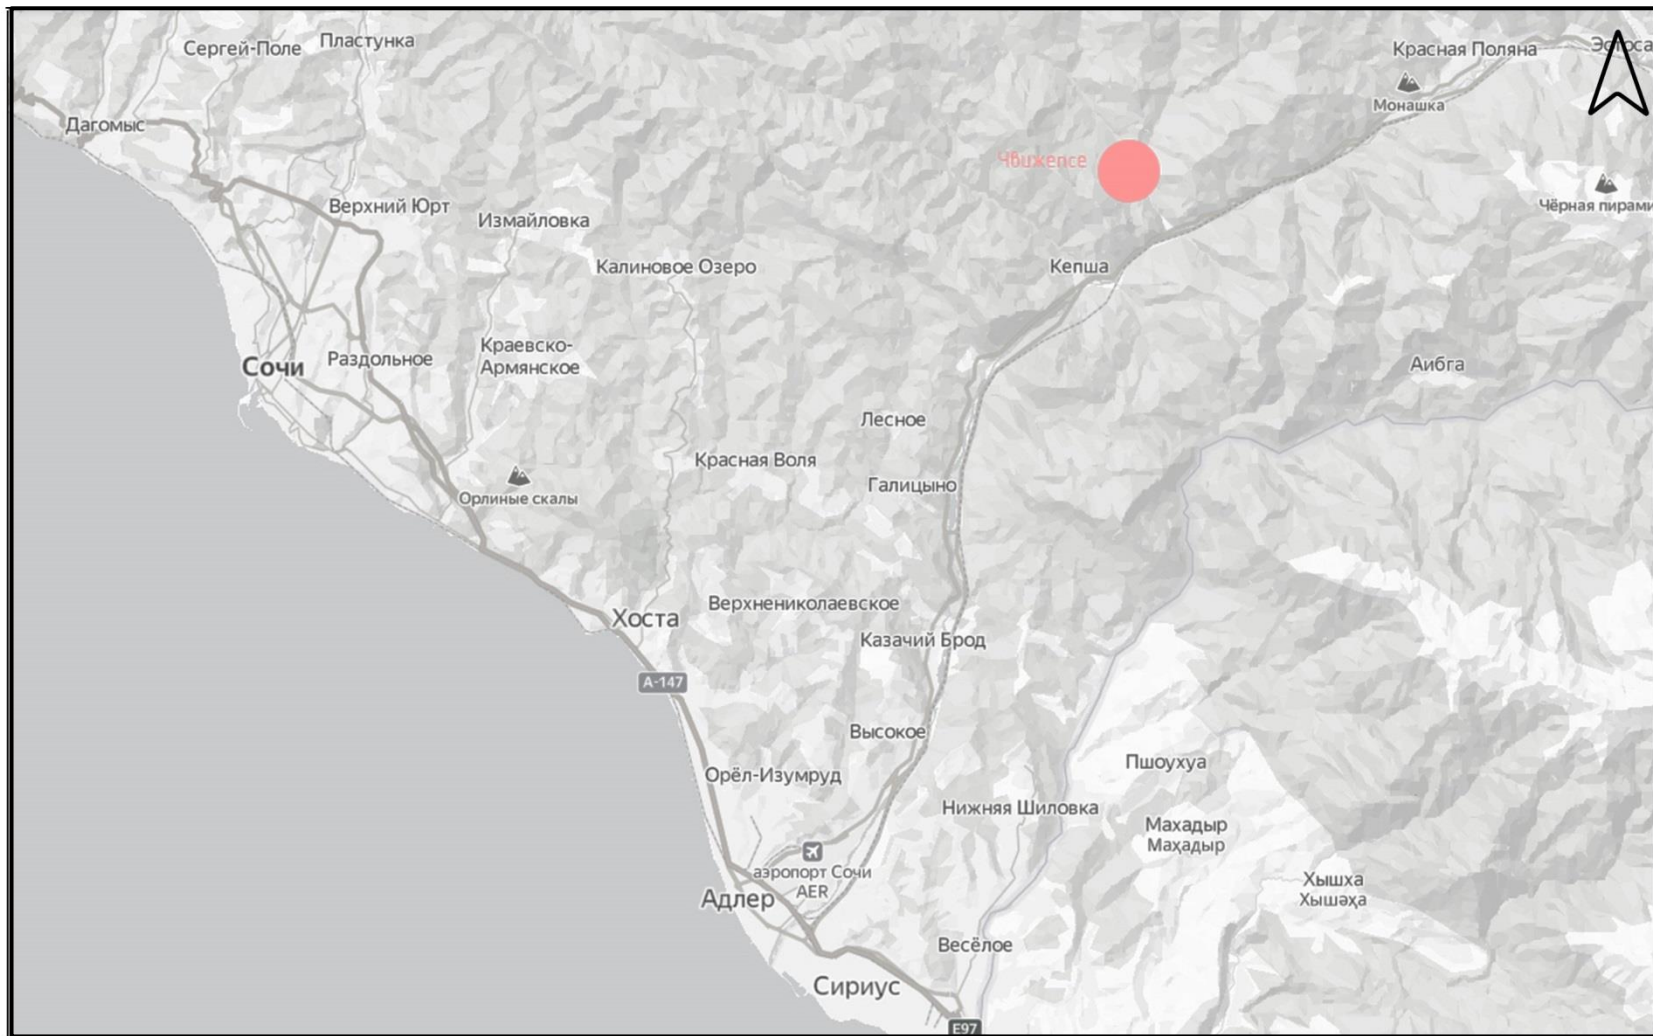 Сергей-Поле
Пластунка
Красная Поляна
Монашка
Дагомыс
Чвижепсе
Чёрная пирами
Верхний Юрт
Измайловка
Калиновое Озеро
Кепша
Сочи
Раздольное
Краевско-
Армянское
Аибга
Лесное
Красная Воля
Галицыно
Орлиные скалы
Хоста
Верхнениколаевское
Казачий Брод
А-147
Высокое
Орёл-Изумруд
Пшоухуа
Нижняя Шиловка
Махадыр
Маҳадыр
аэропорт Сочи
AER
Адлер
Хышха
Хышәҳа
Весёлое
Сириус
E97